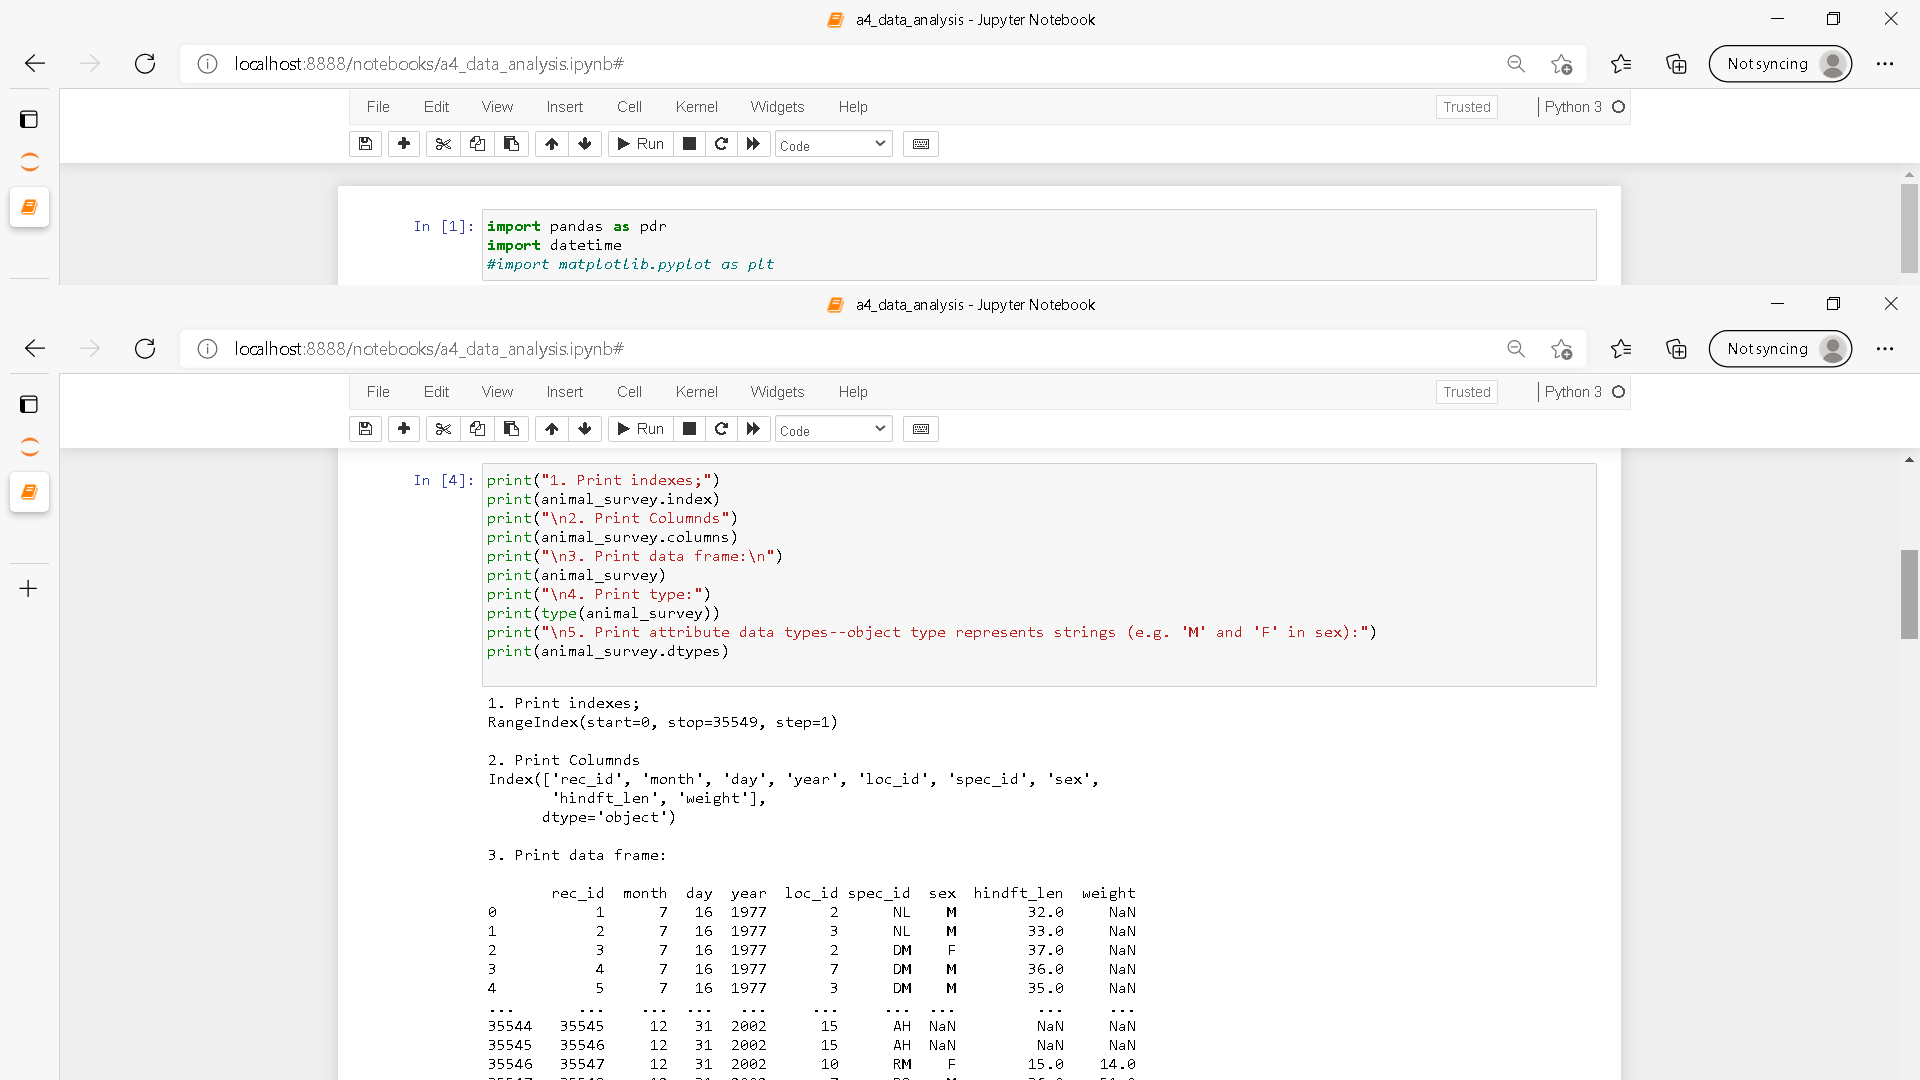 a4_data_analysis - Jupyter Notebook
localhost:8888/notebooks/a4_data_analysis.ipynb#
Not syncing
File Edit View Insert Cell Kernel Widgets Help
Trusted
Python 3
Run
Code
In [1]:
import pandas as pdr
import datetime
#import matplotlib.pyplot as plt
a4_data_analysis - Jupyter Notebook
localhost:8888/notebooks/a4_data_analysis.ipynb#
Not syncing
File Edit View Insert Cell Kernel Widgets Help
Trusted
Python 3
Run
Code
In [4]:
print("1. Print indexes;")
print(animal_survey.index)
print("\n2. Print Columnds")
print(animal_survey.columns)
print("\n3. Print data frame:\n")
print(animal_survey)
print("\n4. Print type:")
print(type(animal_survey))
print("\n5. Print attribute data types--object type represents strings (e.g. 'M' and 'F' in sex):")
print(animal_survey.dtypes)
1. Print indexes;
RangeIndex(start=0, stop=35549, step=1)
2. Print Columnds
Index(['rec_id', 'month', 'day', 'year', 'loc_id', 'spec_id', 'sex',
'hindft_len', 'weight'],
dtype='object')
3. Print data frame:
rec_id month day year loc_id spec_id sex hindft_len weight
0 1 7 16 1977 2 NL M 32.0 NaN
1 2 7 16 1977 3 NL M 33.0 NaN
2 3 7 16 1977 2 DM F 37.0 NaN
3 4 7 16 1977 7 DM M 36.0 NaN
4 5 7 16 1977 3 DM M 35.0 NaN
... ... ... ... ... ... ... ... ... ...
35544 35545 12 31 2002 15 AH NaN NaN NaN
35545 35546 12 31 2002 15 AH NaN NaN NaN
35546 35547 12 31 2002 10 RM F 15.0 14.0